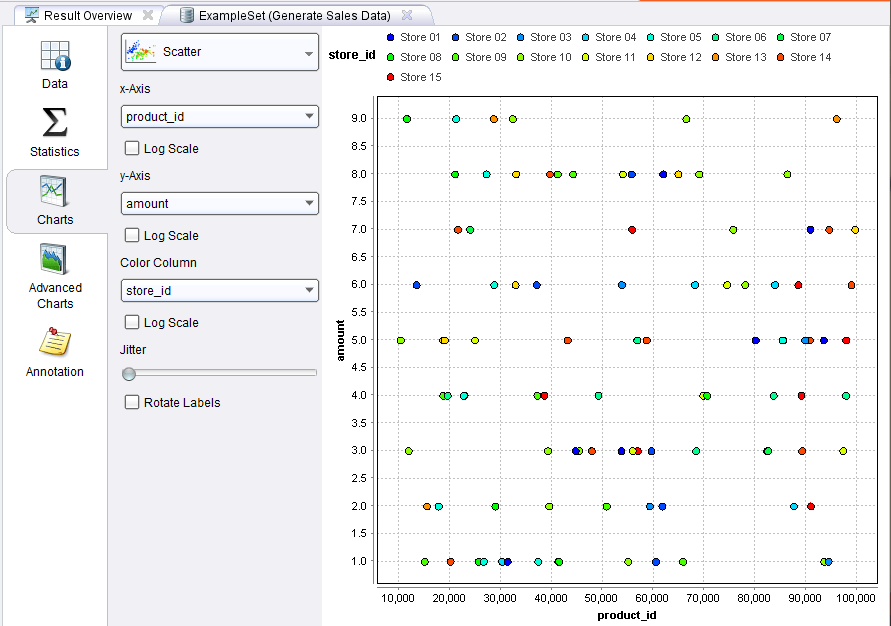 Result Overview
ExampleSet (Generate Sales Data)
Data
Statistics
Charts
Advanced
Charts
Annotation
Scatter
x-Axis
product_id
Log Scale
y-Axis
amount
Log Scale
Color Column
store_id
Log Scale
Jitter
Rotate Labels
store_id
Store 01 Store 02 Store 03 Store 04 Store 05 Store 06 Store 07
Store 08 Store 09 Store 10 Store 11 Store 12 Store 13 Store 14
Store 15
amount
9.0
8.5
8.0
7.5
7.0
6.5
6.0
5.5
5.0
4.5
4.0
3.5
3.0
2.5
2.0
1.5
1.0
10,000 20,000 30,000 40,000 50,000 60,000 70,000 80,000 90,000 100,000
product_id